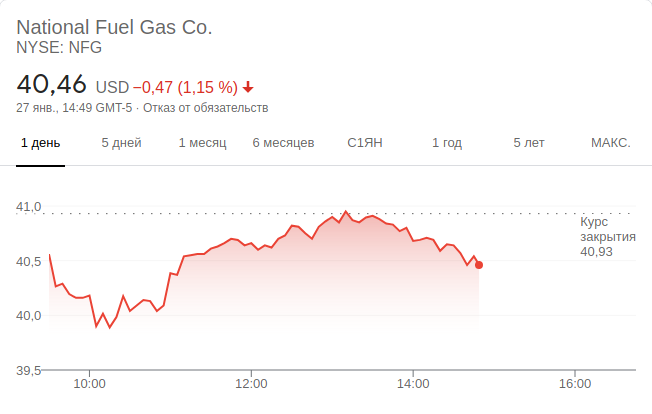 National Fuel Gas Co.
NYSE: NFG
40,46 USD −0,47 (1,15 %)
27 янв., 14:49 GMT-5 · Отказ от обязательств
1 день 5 дней 1 месяц 6 месяцев С1ЯН 1 год 5 лет МАКС.
41,0
Курс
закрытия
40,93
40,5
40,0
39,5
10:00 12:00 14:00 16:00